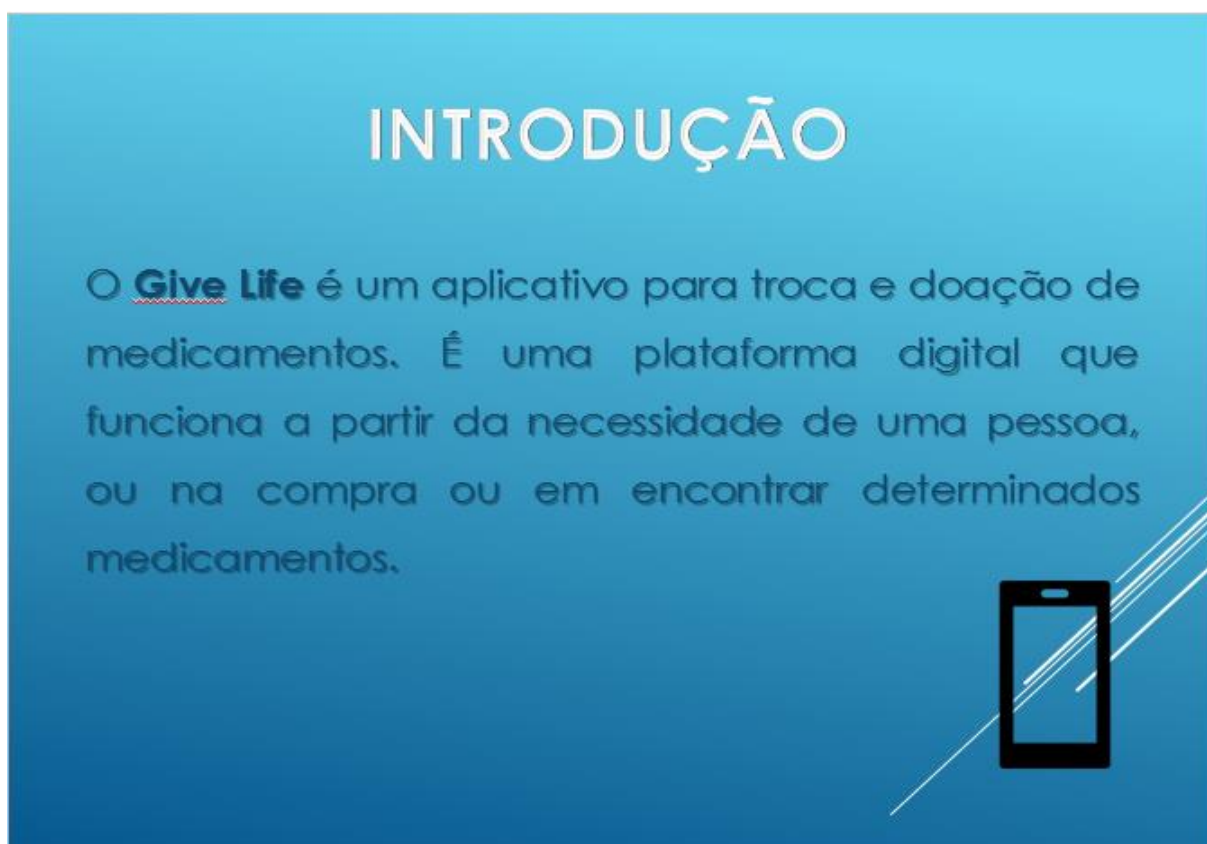 INTRODUÇÃO
O Give Life é um aplicativo para troca e doação de
medicamentos. É uma plataforma digital que
funciona a partir da necessidade de uma pessoa,
ou na compra ou em encontrar determinados
medicamentos.